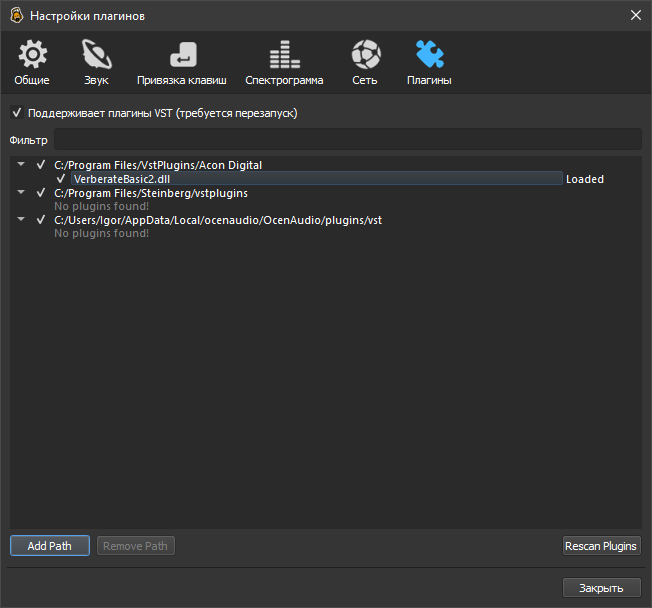 Настройки плагинов
Общие Звук Привязка клавиш Спектрограмма Сеть Плагины
Поддерживает плагины VST (требуется перезапуск)
Фильтр
C:/Program Files/VstPlugins/Acon Digital
VerberateBasic2.dll Loaded
C:/Program Files/Steinberg/vstplugins
No plugins found!
C:/Users/Igor/AppData/Local/ocenaudio/OcenAudio/plugins/vst
No plugins found!
Add Path Remove Path Rescan Plugins
Закрыть